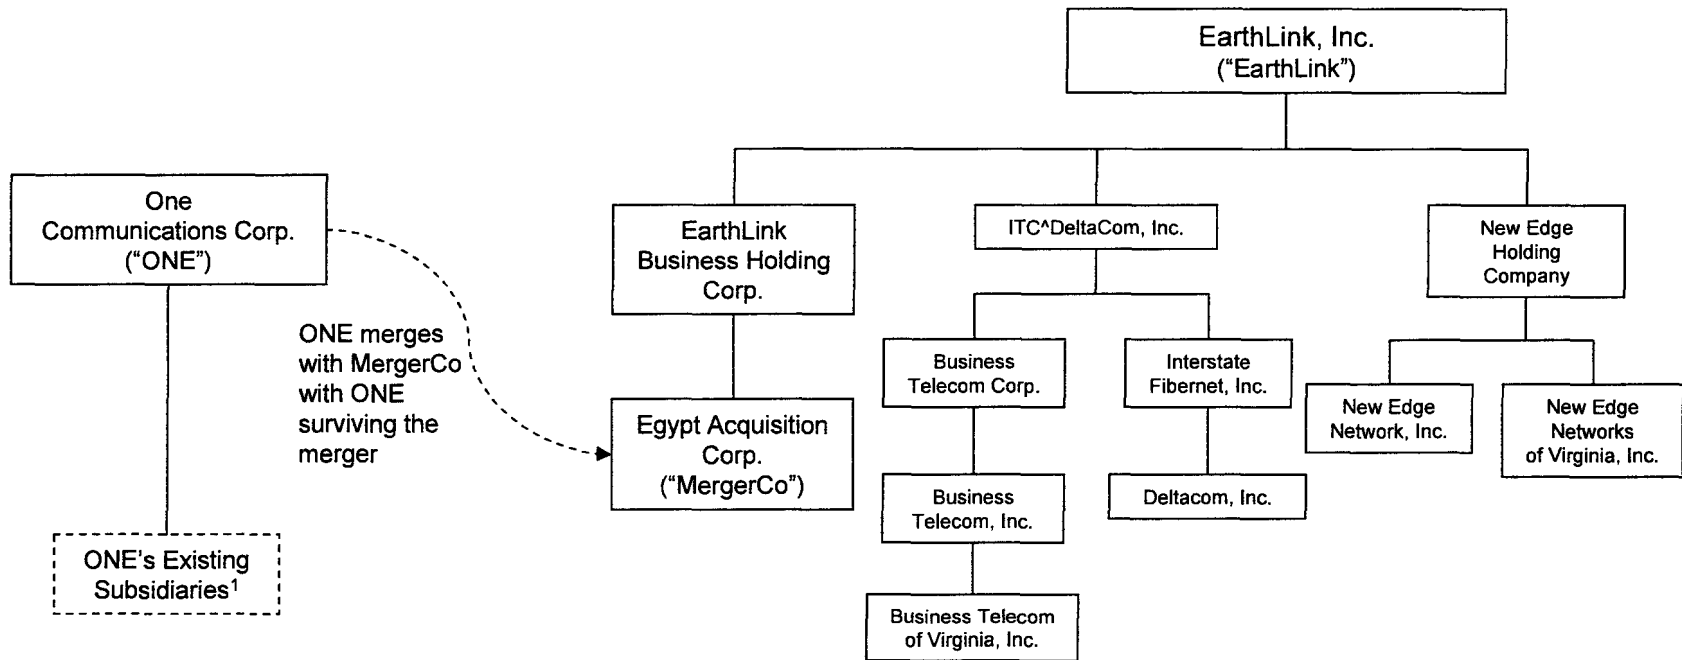 EarthLink, Inc.
("EarthLink")
One
Communications Corp.
("ONE")
EarthLink
Business Holding
Corp.
ITC^DeltaCom, Inc.
New Edge
Holding
Company
ONE merges
with MergerCo
with ONE
surviving the
merger
Business
Telecom Corp.
Interstate
Fibernet, Inc.
New Edge
Network, Inc.
New Edge
Networks
of Virginia, Inc.
Egypt Acquisition
Corp.
("MergerCo")
Business
Telecom, Inc.
Deltacom, Inc.
ONE's Existing
Subsidiaries¹
Business Telecom
of Virginia, Inc.